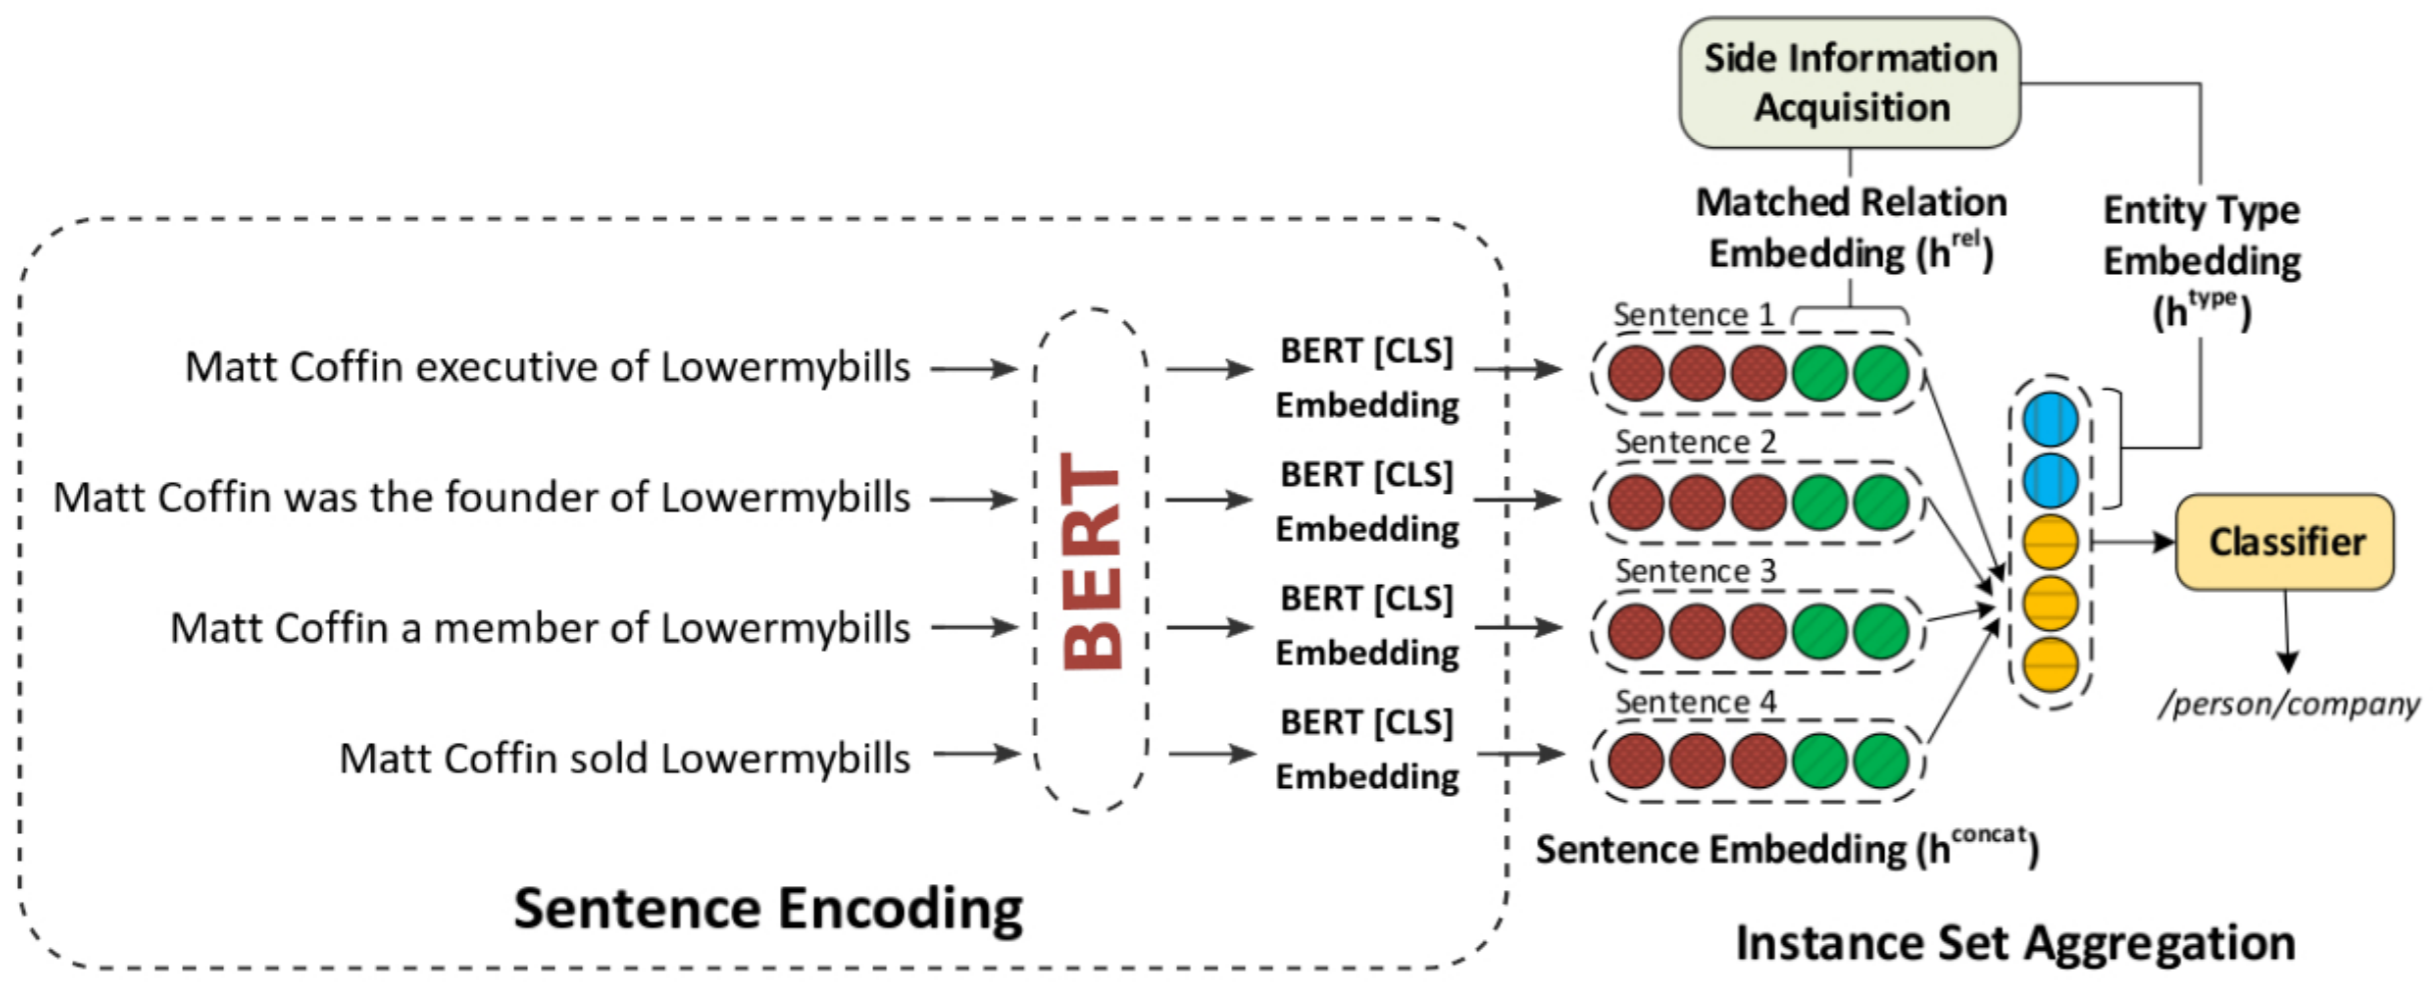 Side Information
Acquisition
Matched Relation
Embedding (h^rel)
Entity Type
Embedding
(h^type)
Matt Coffin executive of Lowermybills
Matt Coffin was the founder of Lowermybills
Matt Coffin a member of Lowermybills
Matt Coffin sold Lowermybills
BERT
BERT [CLS]
Embedding
BERT [CLS]
Embedding
BERT [CLS]
Embedding
BERT [CLS]
Embedding
Sentence Encoding
Sentence 1
Sentence 2
Sentence 3
Sentence 4
Sentence Embedding (h^concat)
Classifier
/person/company
Instance Set Aggregation